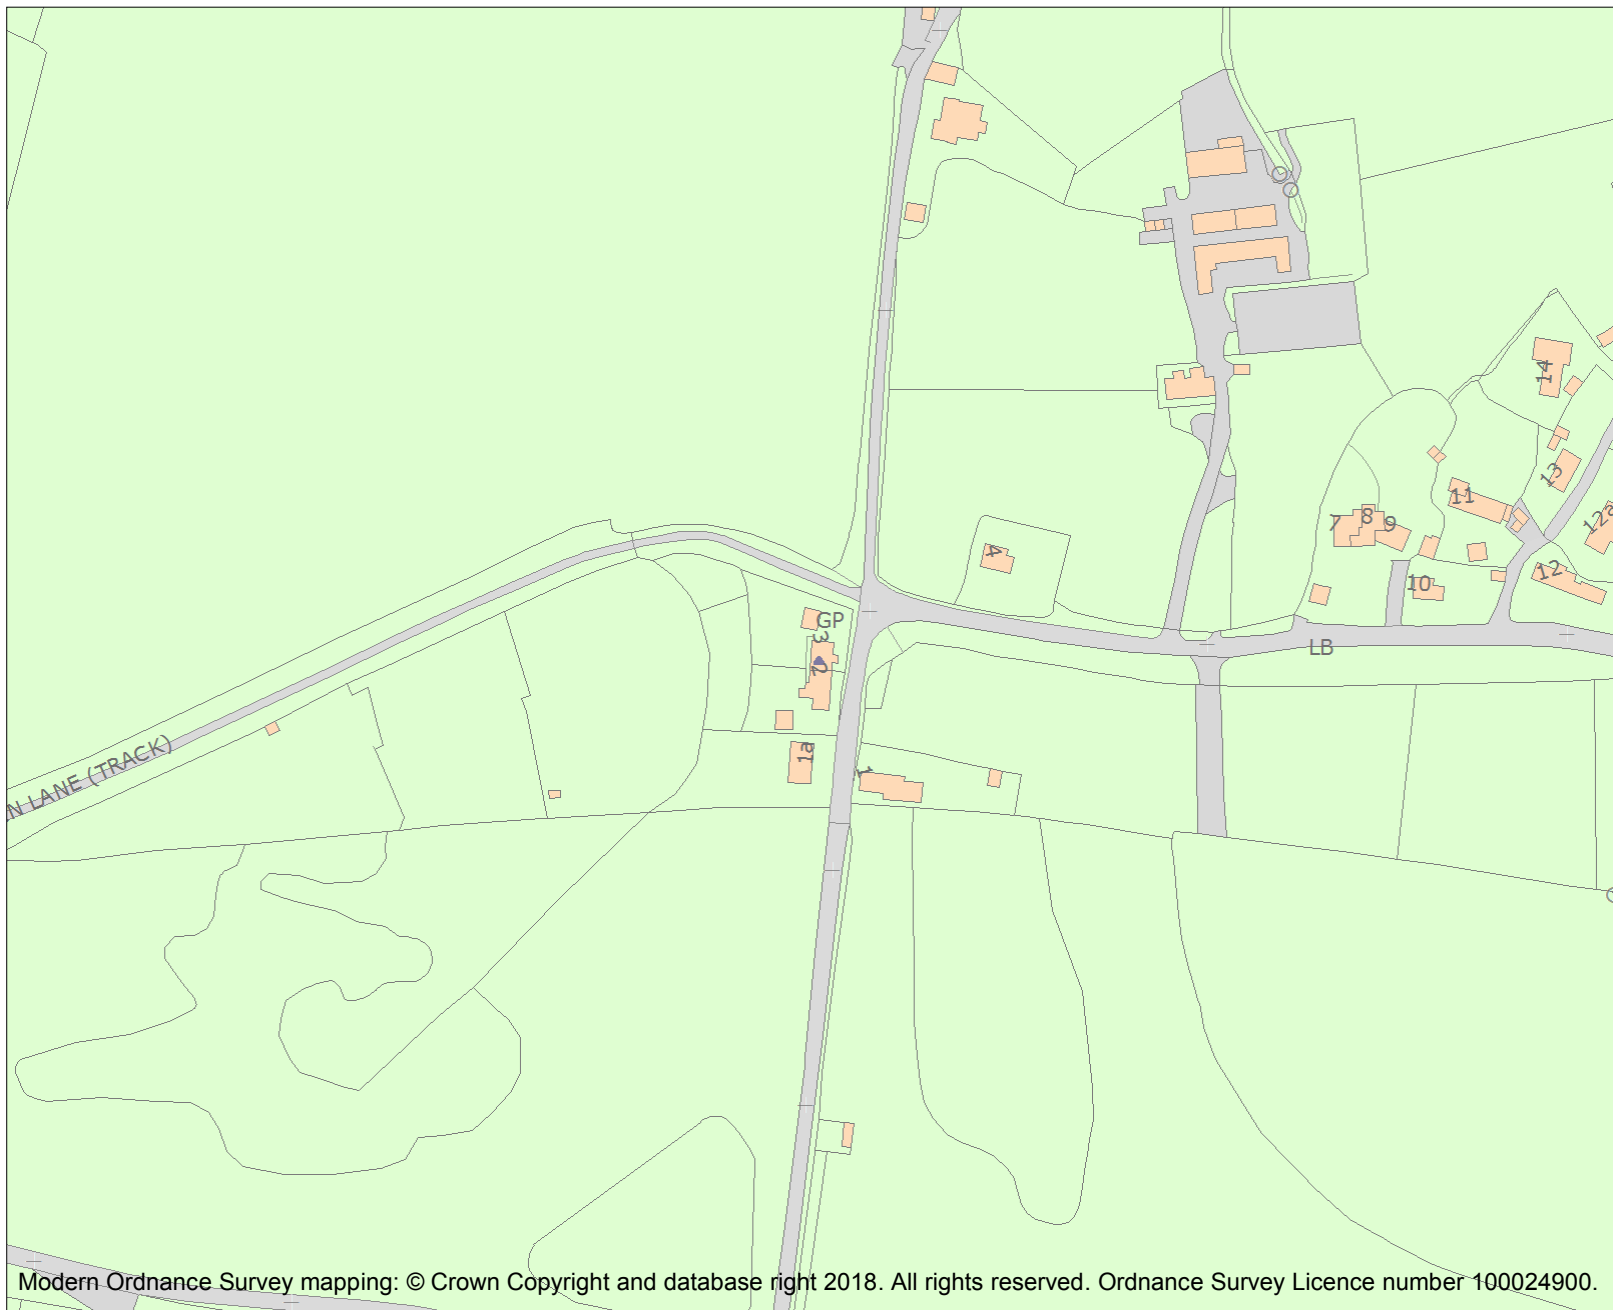 14
13
11
12a
7
8
9
4
12
10
GP
3
LB
2
1a
N LANE (TRACK)
1
Modern Ordnance Survey mapping: © Crown Copyright and database right 2018. All rights reserved. Ordnance Survey Licence number 100024900.